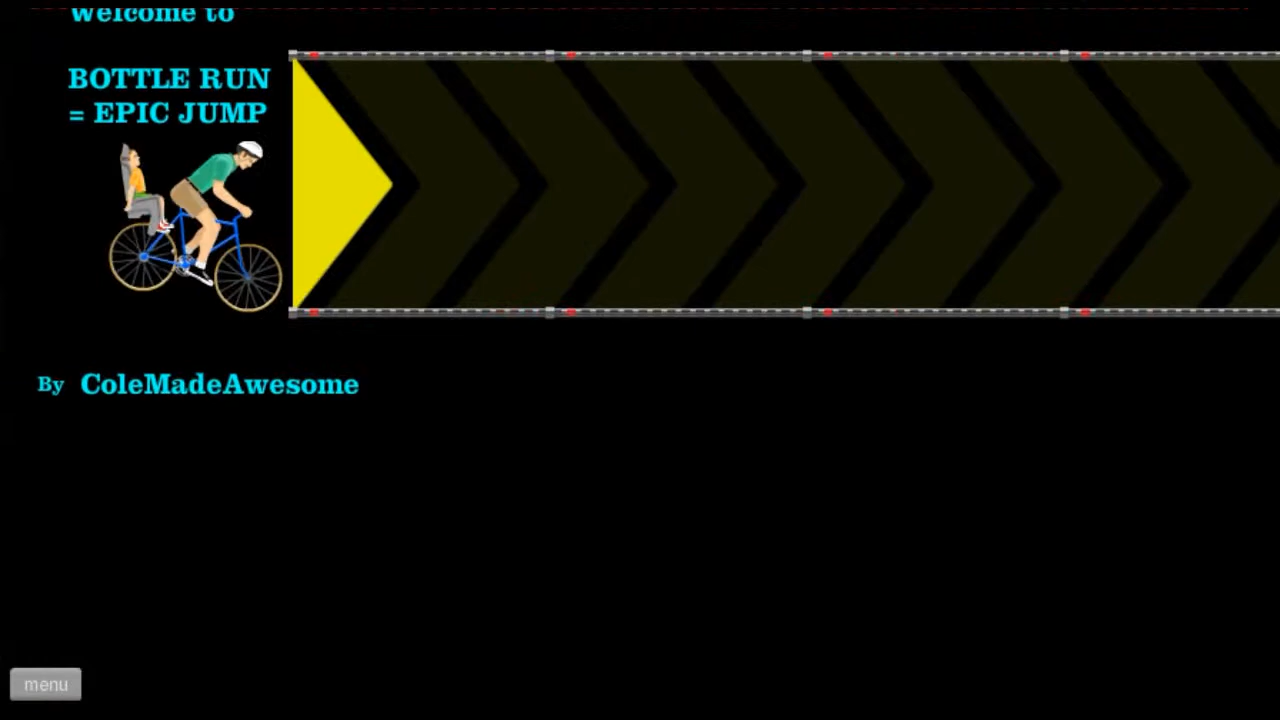 Welcome to
BOTTLE RUN
= EPIC JUMP
By ColeMadeAwesome
menu